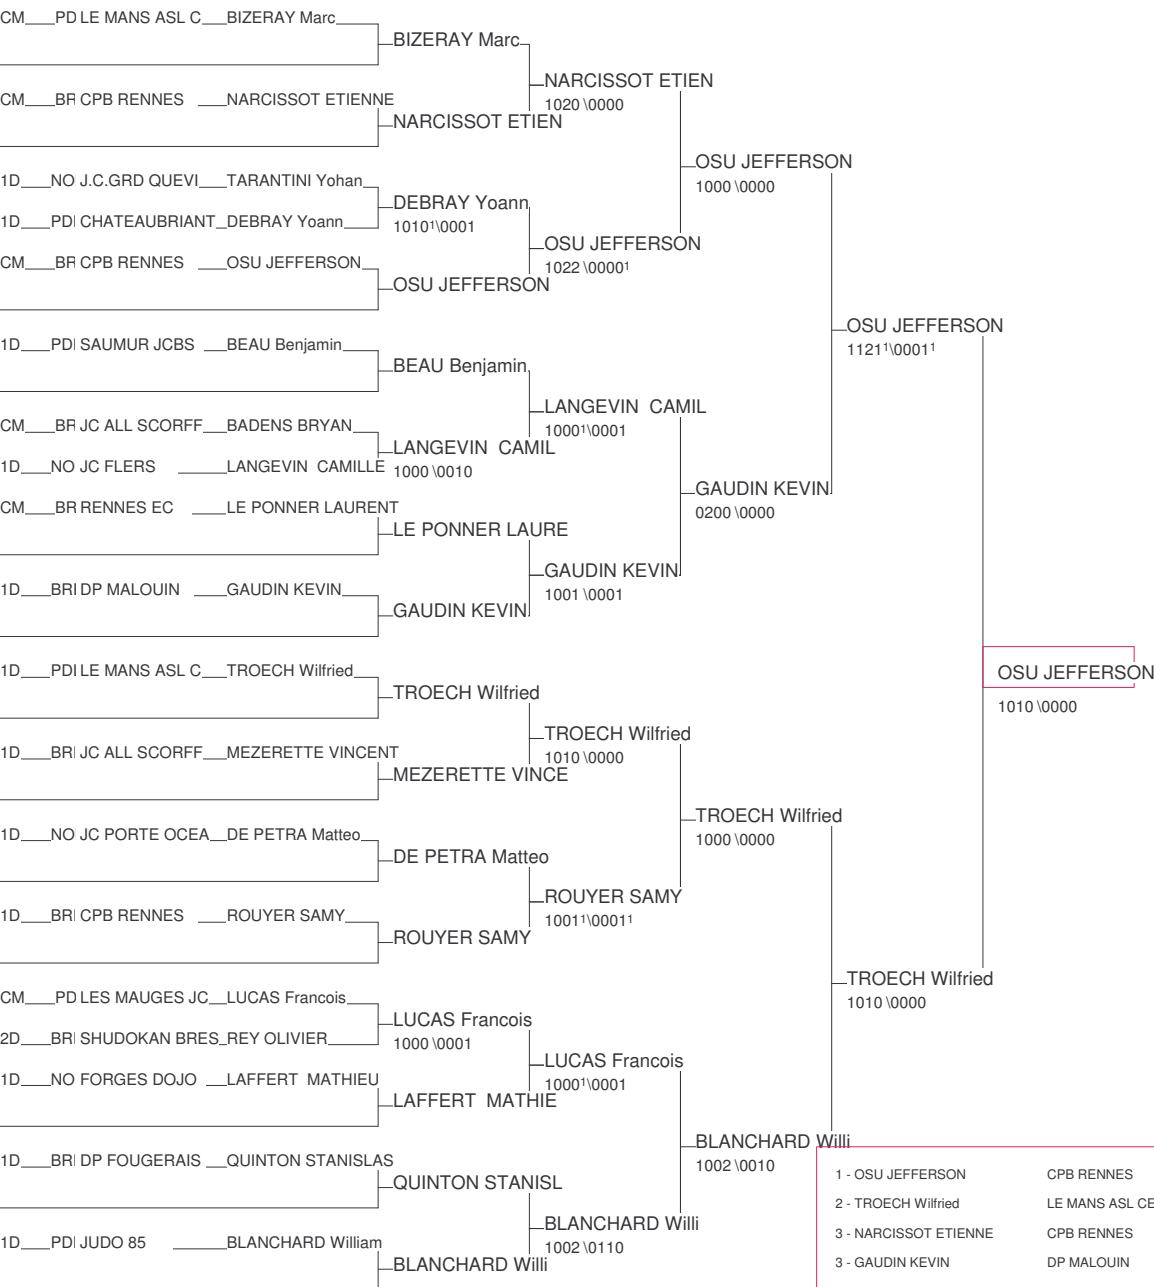 CM PD LE MANS ASL C BIZERAY Marc
BIZERAY Marc
NARCISSOT ETIEN
1020 \0000
CM BR CPB RENNES NARCISSOT ETIENNE
NARCISSOT ETIEN
OSU JEFFERSON
1000 \0000
1D NO J.C.GRD QUEVI TARANTINI Yohan
DEBRAY Yoann
1010¹\0001
1D PDI CHATEAUBRIANT DEBRAY Yoann
OSU JEFFERSON
1022 \0000¹
CM BR CPB RENNES OSU JEFFERSON
OSU JEFFERSON
OSU JEFFERSON
1121¹\0001¹
1D PDI SAUMUR JCBS BEAU Benjamin
BEAU Benjamin
LANGEVIN CAMIL
1000¹\0001
CM BR JC ALL SCORFF BADENS BRYAN
LANGEVIN CAMIL
1000 \0010
1D NO JC FLERS LANGEVIN CAMILLE
GAUDIN KEVIN
0200 \0000
CM BR RENNES EC LE PONNER LAURENT
LE PONNER LAURE
GAUDIN KEVIN
1001 \0001
1D BRI DP MALOUIN GAUDIN KEVIN
GAUDIN KEVIN
1D PDI LE MANS ASL C TROECH Wilfried
OSU JEFFERSON
1010 \0000
TROECH Wilfried
TROECH Wilfried
1010 \0000
1D BRI JC ALL SCORFF MEZERETTE VINCENT
MEZERETTE VINCE
TROECH Wilfried
1000 \0000
1D NO JC PORTE OCEA DE PETRA Matteo
DE PETRA Matteo
ROUYER SAMY
1001¹\0001¹
1D BRI CPB RENNES ROUYER SAMY
ROUYER SAMY
TROECH Wilfried
1010 \0000
CM PD LES MAUGES JC LUCAS Francois
LUCAS Francois
1000 \0001
2D BRI SHUDOKAN BRES REY OLIVIER
LUCAS Francois
1000¹\0001
1D NO FORGES DOJO LAFFERT MATHIEU
LAFFERT MATHIE
BLANCHARD Willi
1002 \0010
1D BRI DP FOUGERAIS QUINTON STANISLAS
QUINTON STANISL
BLANCHARD Willi
1002 \0110
1D PDI JUDO 85 BLANCHARD William
BLANCHARD Willi
1 - OSU JEFFERSON CPB RENNES
2 - TROECH Wilfried LE MANS ASL CE
3 - NARCISSOT ETIENNE CPB RENNES
3 - GAUDIN KEVIN DP MALOUIN